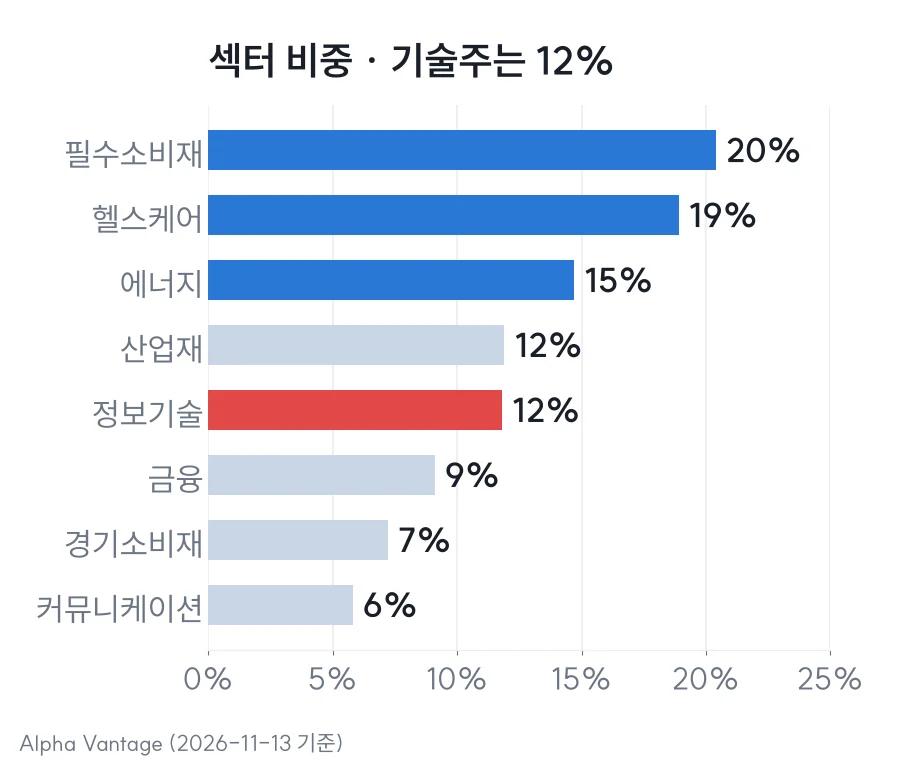 섹터 비중 · 기술주는 12%
필수소비재 20%
헬스케어 19%
에너지 15%
산업재 12%
정보기술 12%
금융 9%
경기소비재 7%
커뮤니케이션 6%
0% 5% 10% 15% 20% 25%
Alpha Vantage (2026-11-13 기준)